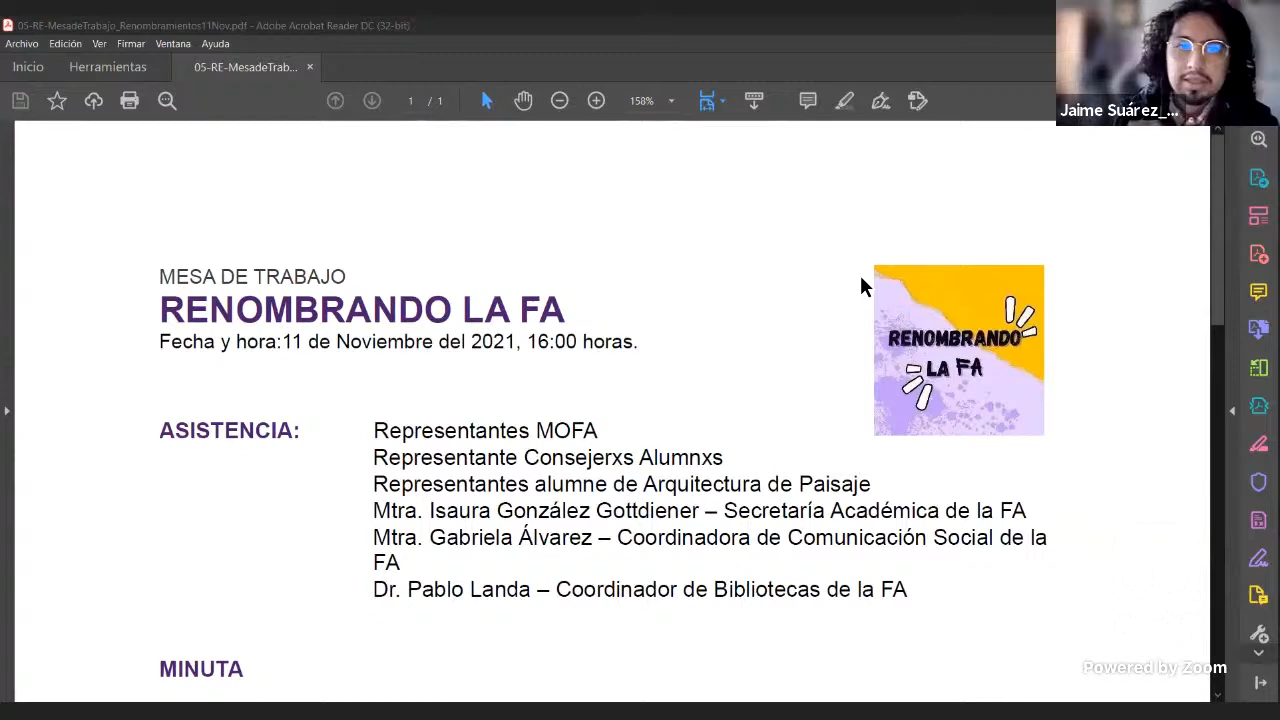 05-RE-MesadeTrabajo_Renombramientos11Nov.pdf - Adobe Acrobat Reader DC (32-bit)
Archivo Edición Ver Firmar Ventana Ayuda
Inicio Herramientas 05-RE-MesadeTrab... ×
1 / 1 158%
Jaime Suárez_...
MESA DE TRABAJO
RENOMBRANDO LA FA
Fecha y hora:11 de Noviembre del 2021, 16:00 horas.
RENOMBRANDO
LA FA
ASISTENCIA: Representantes MOFA
Representante Consejerxs Alumnxs
Representantes alumne de Arquitectura de Paisaje
Mtra. Isaura González Gottdiener – Secretaría Académica de la FA
Mtra. Gabriela Álvarez – Coordinadora de Comunicación Social de la
FA
Dr. Pablo Landa – Coordinador de Bibliotecas de la FA
MINUTA
Powered by Zoom